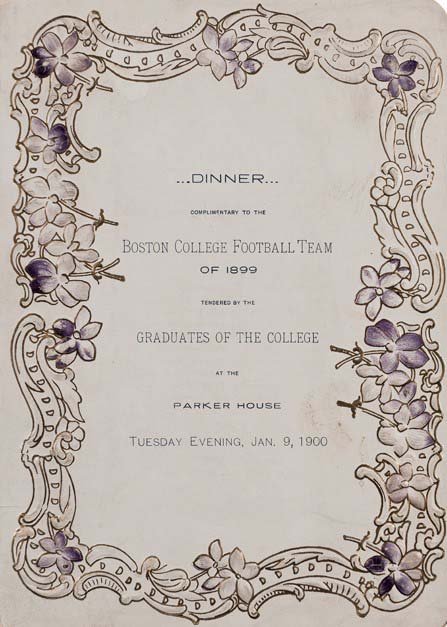 ...DINNER...
COMPLIMENTARY TO THE
BOSTON COLLEGE FOOTBALL TEAM
OF 1899
TENDERED BY THE
GRADUATES OF THE COLLEGE
AT THE
PARKER HOUSE
TUESDAY EVENING, JAN. 9, 1900